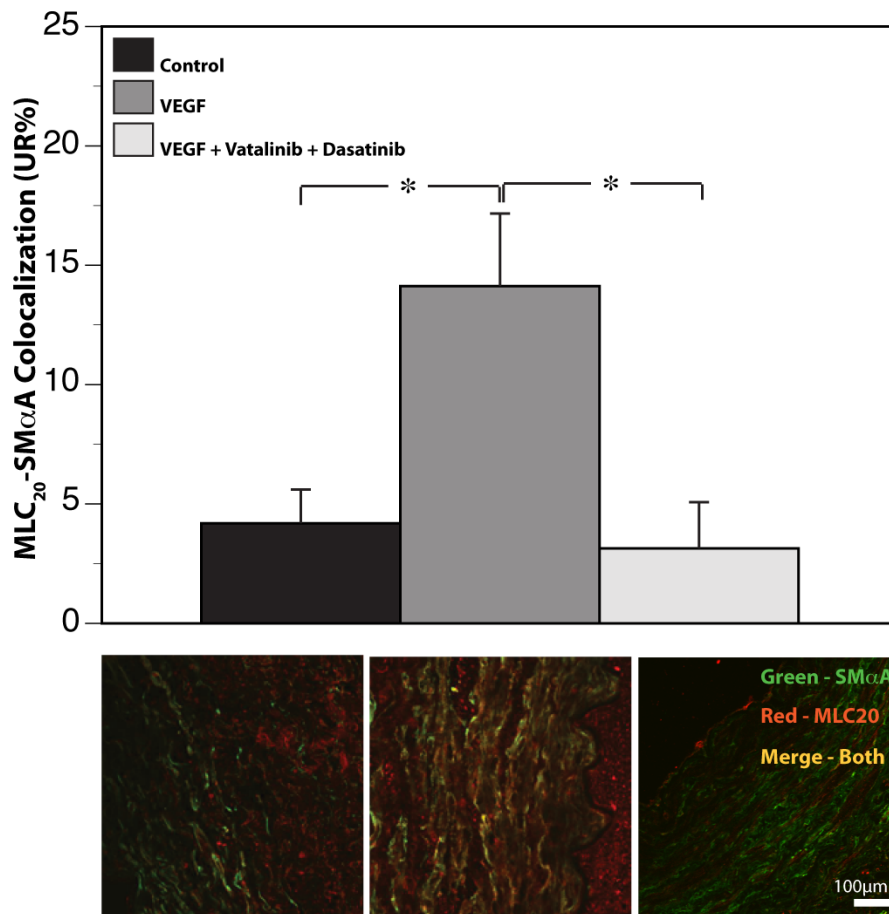 25
20
15
10
5
0
MLC20-SMαA Colocalization (UR%)
Control
VEGF
VEGF + Vatalinib + Dasatinib
*
*
Green - SMαA
Red - MLC20
Merge - Both
100µm